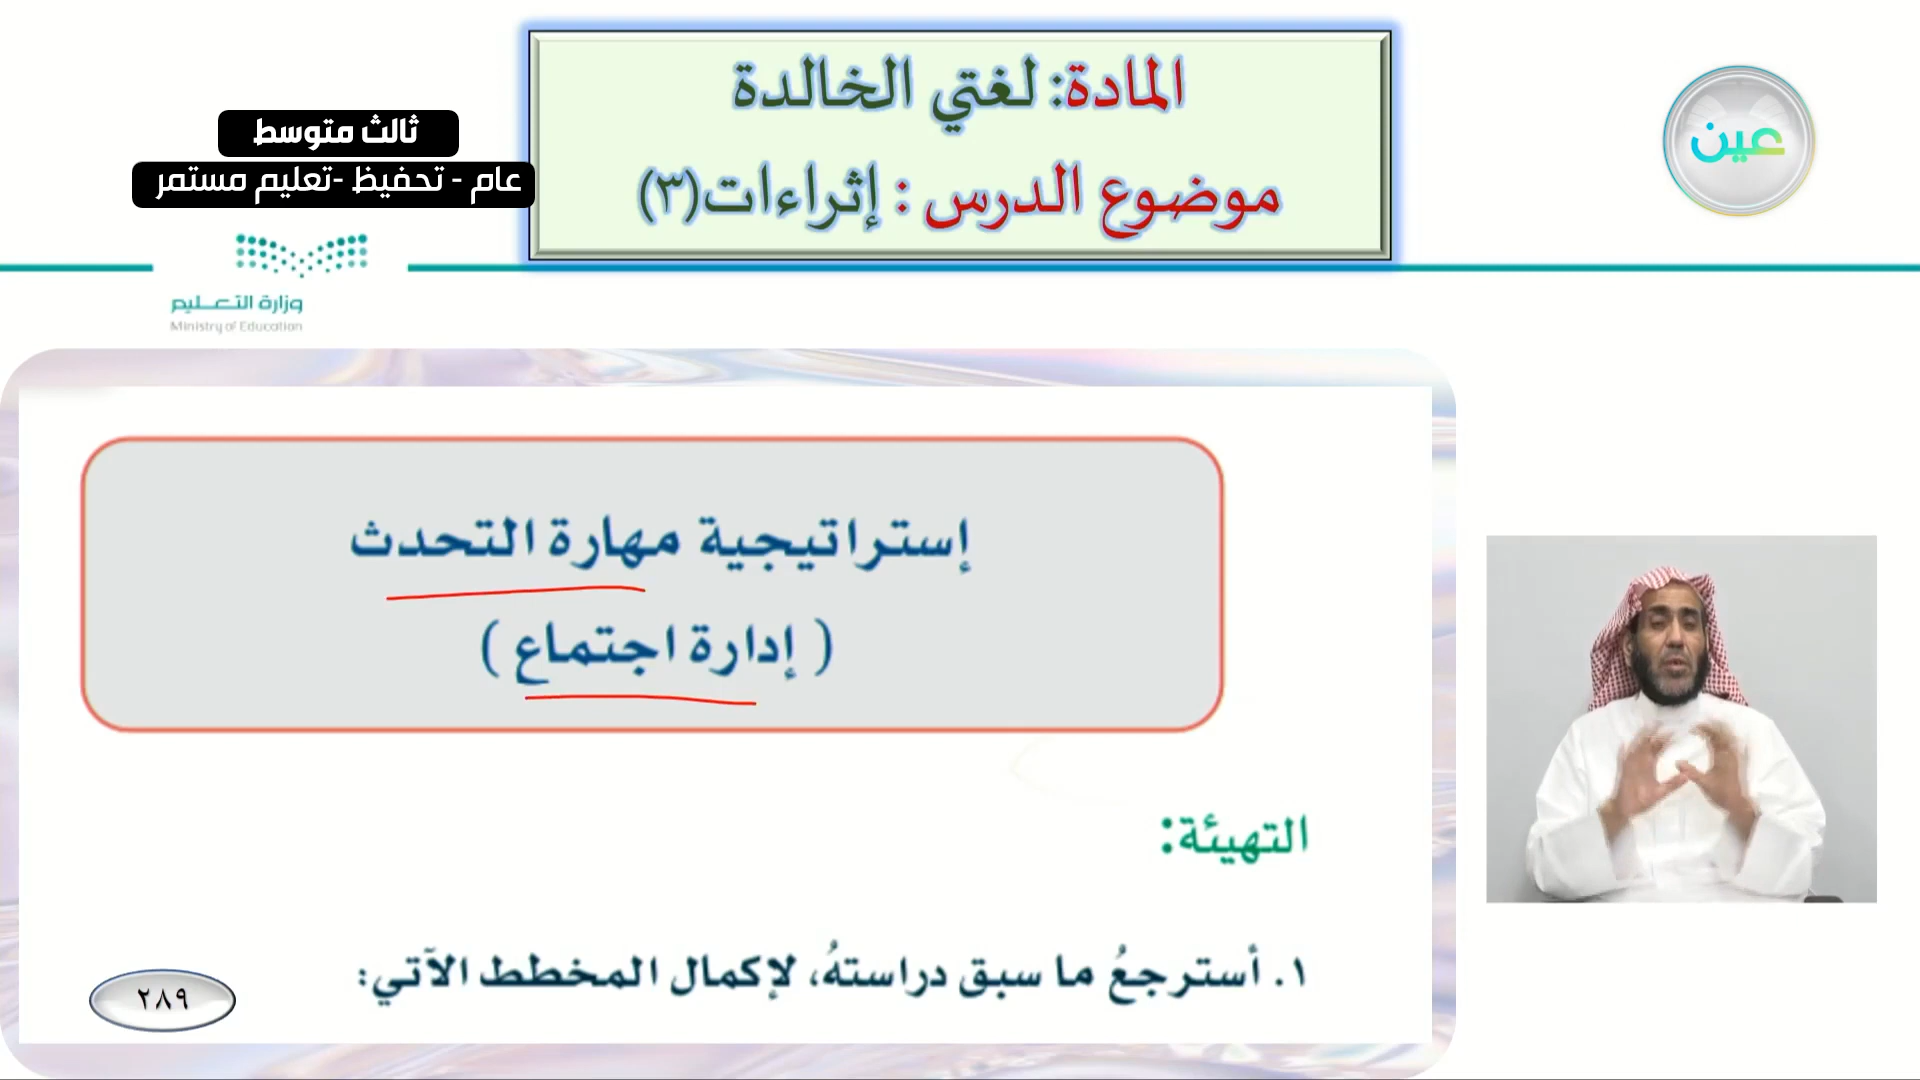 المادة: لغتي الخالدة
موضوع الدرس : إثراءات(٣)
ثالث متوسط
عام - تحفيظ -تعليم مستمر
عين
وزارة التعليم
Ministry of Education
إستراتيجية مهارة التحدث
( إدارة اجتماع )
التهيئة:
١. أسترجعُ ما سبق دراستهُ، لإكمال المخطط الآتي:
٢٨٩